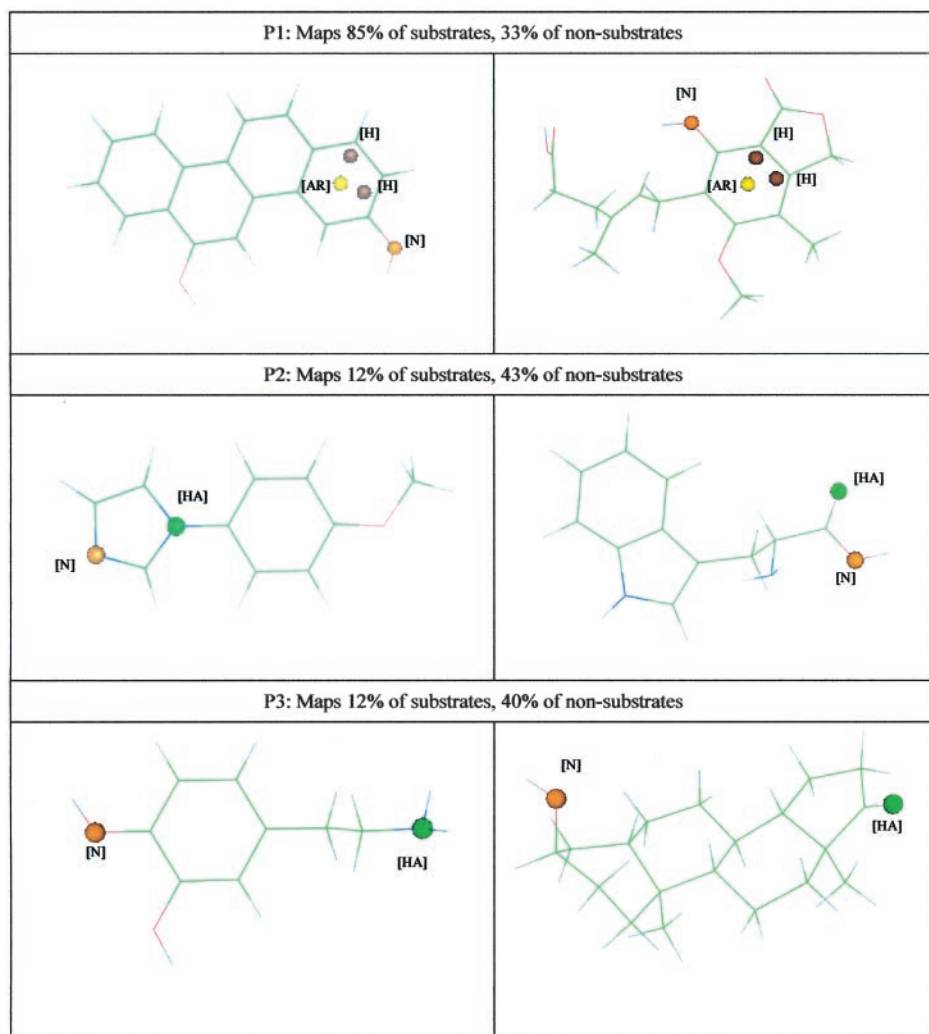 P1: Maps 85% of substrates, 33% of non-substrates
[H]
[AR]
[H]
[N]
[N]
[H]
[AR]
[H]
P2: Maps 12% of substrates, 43% of non-substrates
[HA]
[N]
[HA]
[N]
P3: Maps 12% of substrates, 40% of non-substrates
[N]
[HA]
[N]
[HA]